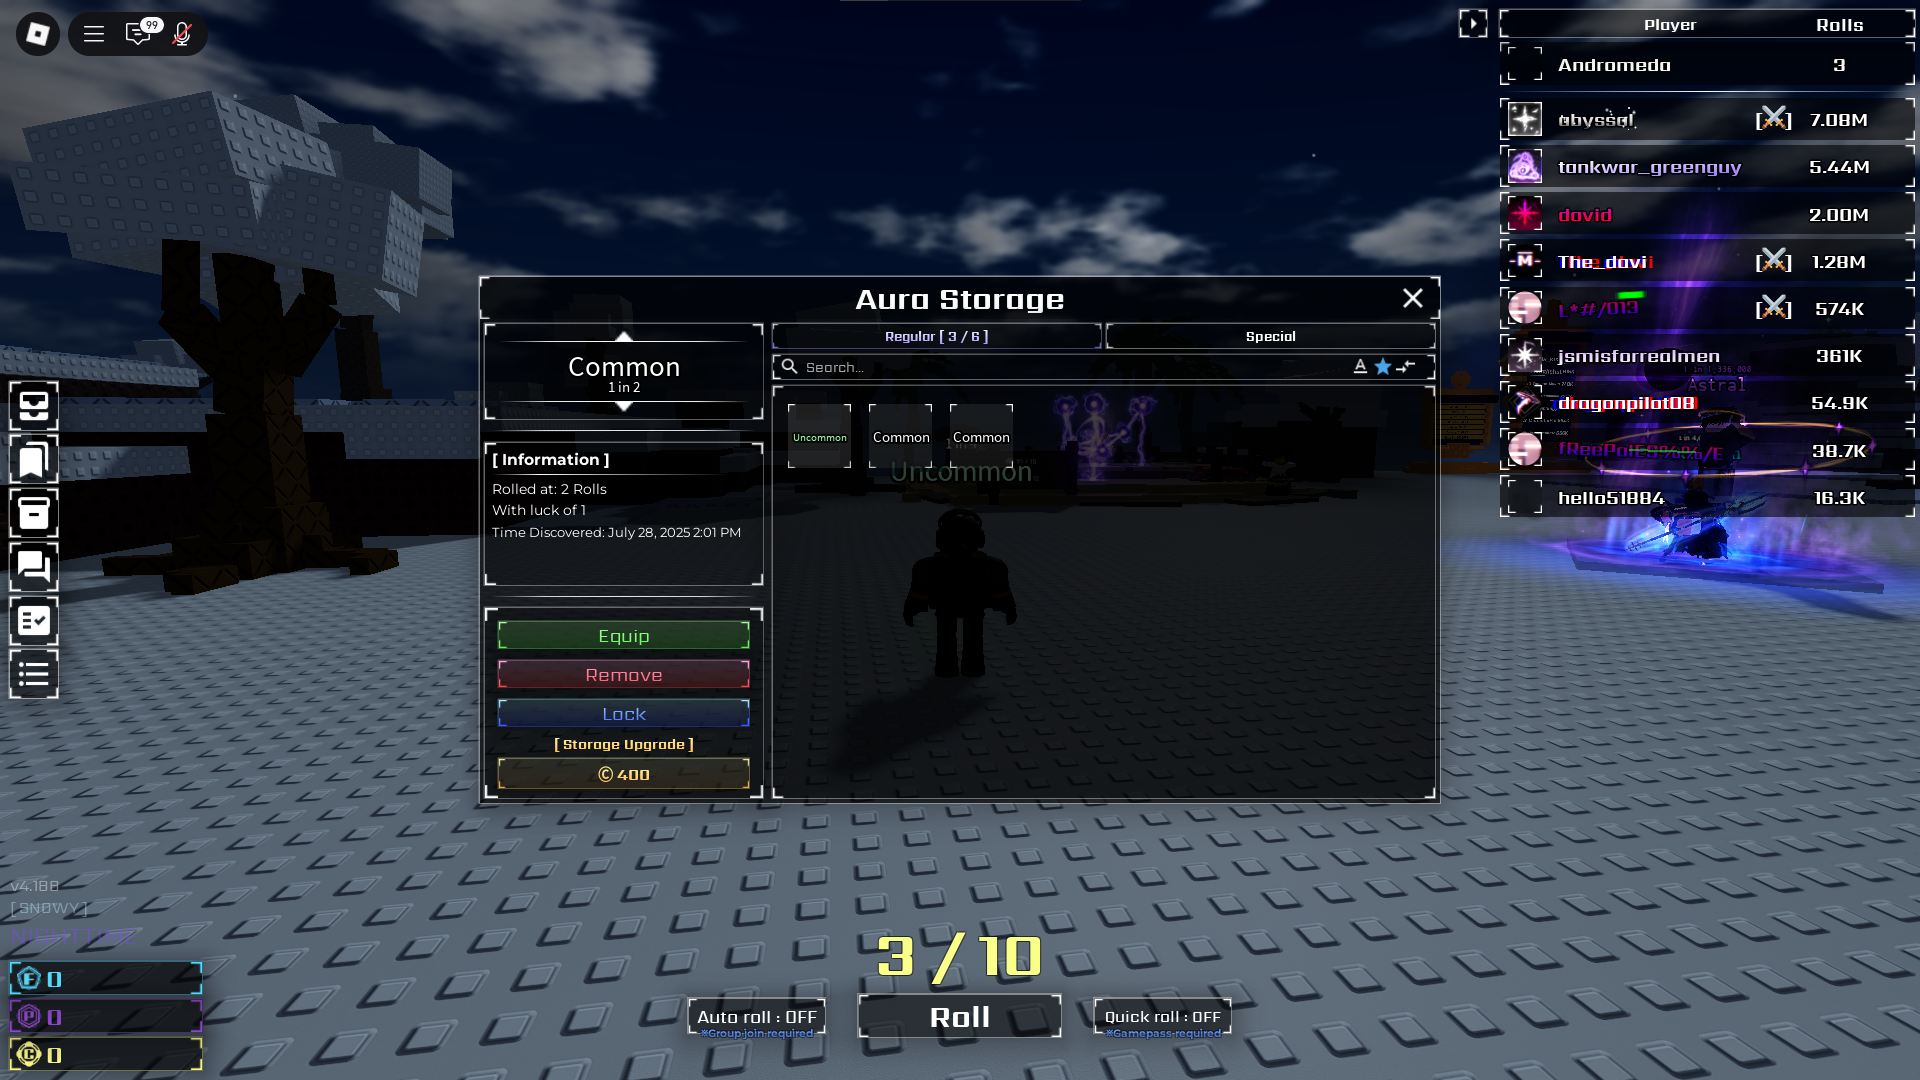 99
Player Rolls
Andromeda 3
abyssal [⚔] 7.08M
tankwar_greenguy 5.44M
david 2.00M
-M- The_davi [⚔] 1.28M
L*#/013 [⚔] 574K
jsmisforrealmen 361K
Astral
dragonpilot08 54.9K
38.7K
hello51884 16.3K
Aura Storage
Common
1 in 2
Regular [ 3 / 6 ]
Special
Search...
A
Uncommon
Common
Common
Uncommon
[ Information ]
Rolled at: 2 Rolls
With luck of 1
Time Discovered: July 28, 2025 2:01 PM
Equip
Remove
Lock
[ Storage Upgrade ]
© 400
v4.188
[ SNOWY ]
NIGHTTIME
F 0
P 0
C 0
3 / 10
Auto roll : OFF
※Group join required
Roll
Quick roll : OFF
※Gamepass required